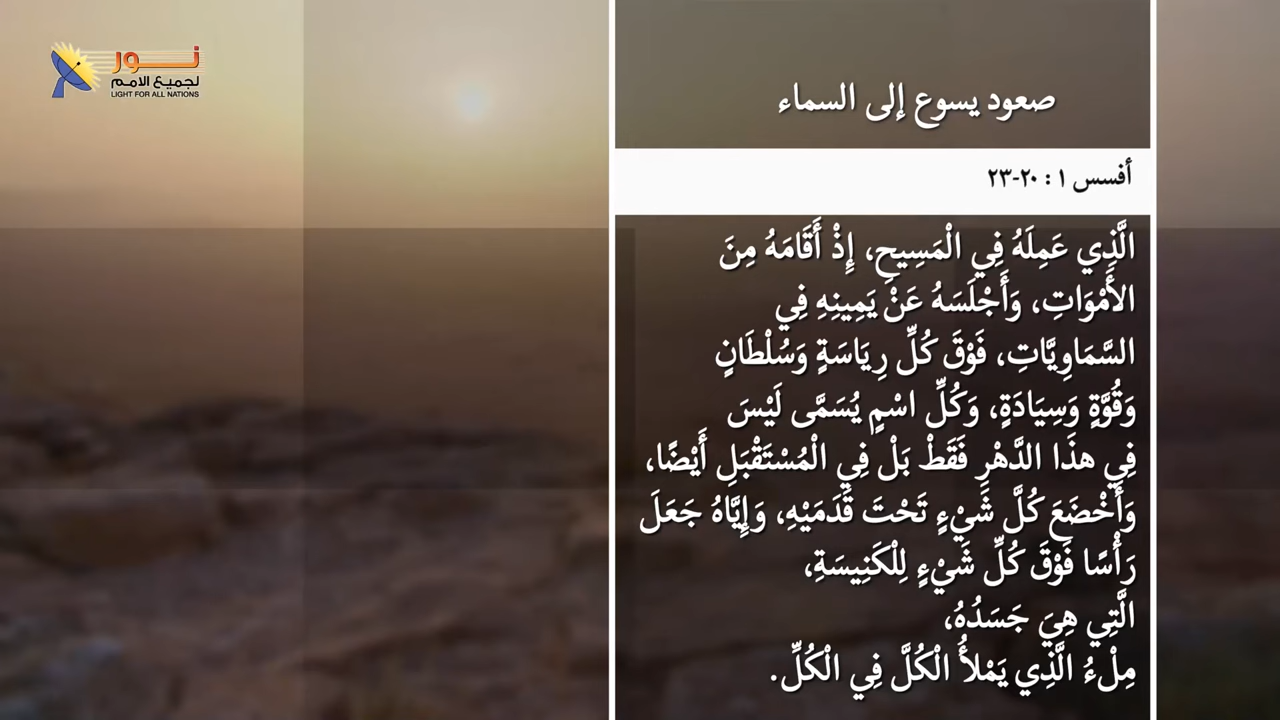 نور
لجميع الامم
LIGHT FOR ALL NATIONS
صعود يسوع إلى السماء
أفسس ١ : ٢٠-٢٣
الَّذِي عَمِلَهُ فِي الْمَسِيحِ، إِذْ أَقَامَهُ مِنَ
الأَمْوَاتِ، وَأَجْلَسَهُ عَنْ يَمِينِهِ فِي
السَّمَاوِيَّاتِ، فَوْقَ كُلِّ رِيَاسَةٍ وَسُلْطَانٍ
وَقُوَّةٍ وَسِيَادَةٍ، وَكُلِّ اسْمٍ يُسَمَّى لَيْسَ
فِي هذَا الدَّهْرِ فَقَطْ بَلْ فِي الْمُسْتَقْبَلِ أَيْضًا،
وَأَخْضَعَ كُلَّ شَيْءٍ تَحْتَ قَدَمَيْهِ، وَإِيَّاهُ جَعَلَ
رَأْسًا فَوْقَ كُلِّ شَيْءٍ لِلْكَنِيسَةِ،
الَّتِي هِيَ جَسَدُهُ،
مِلْءُ الَّذِي يَمْلأُ الْكُلَّ فِي الْكُلِّ.